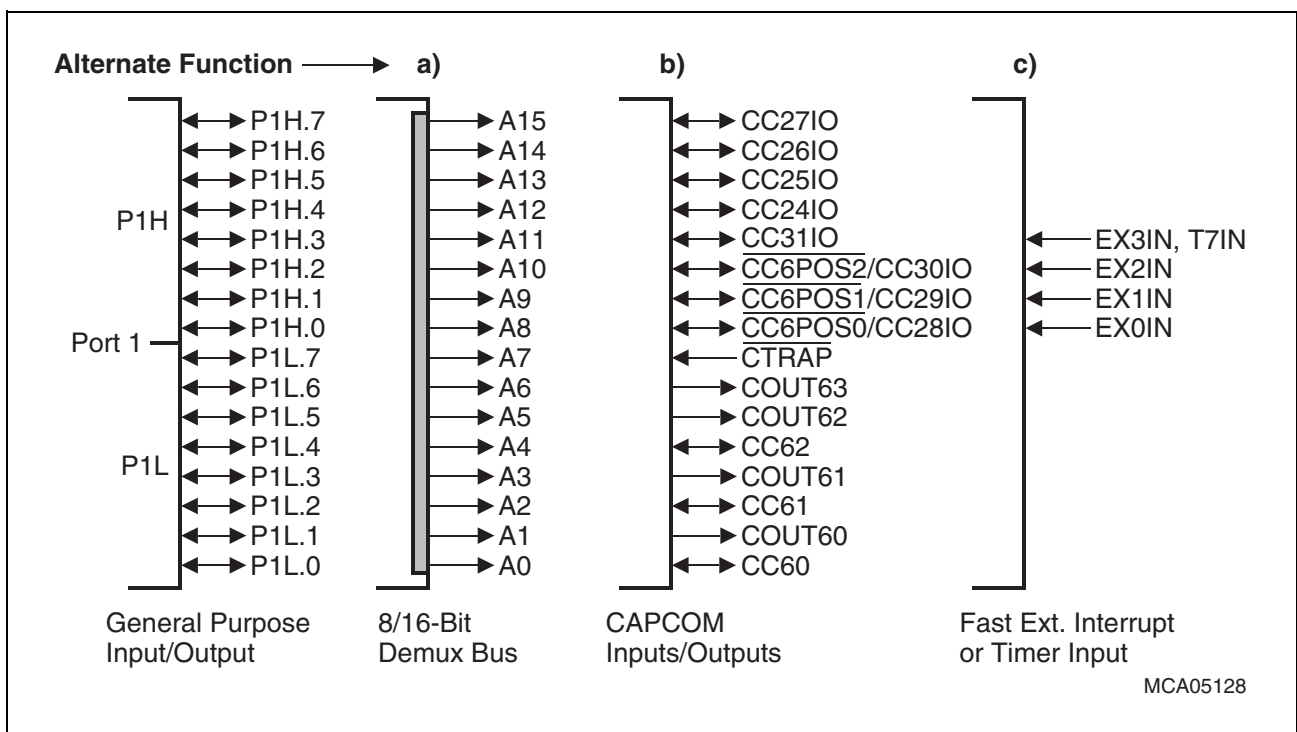 Alternate Function a) b) c)
P1H.7 A15 CC27IO
P1H.6 A14 CC26IO
P1H.5 A13 CC25IO
P1H.4 A12 CC24IO
P1H
P1H.3 A11 CC31IO EX3IN, T7IN
P1H.2 A10 CC6POS2/CC30IO EX2IN
P1H.1 A9 CC6POS1/CC29IO EX1IN
P1H.0 A8 CC6POS0/CC28IO EX0IN
Port 1
P1L.7 A7 CTRAP
P1L.6 A6 COUT63
P1L.5 A5 COUT62
P1L.4 A4 CC62
P1L
P1L.3 A3 COUT61
P1L.2 A2 CC61
P1L.1 A1 COUT60
P1L.0 A0 CC60
General Purpose
Input/Output
8/16-Bit
Demux Bus
CAPCOM
Inputs/Outputs
Fast Ext. Interrupt
or Timer Input
MCA05128